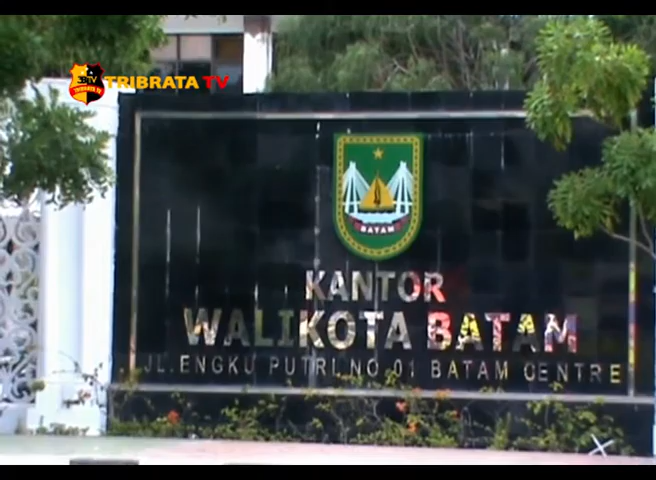 TRIBRATA TV
BATAM
KANTOR
WALIKOTA BATAM
JL.ENGKU PUTRI.NO 01 BATAM CENTRE